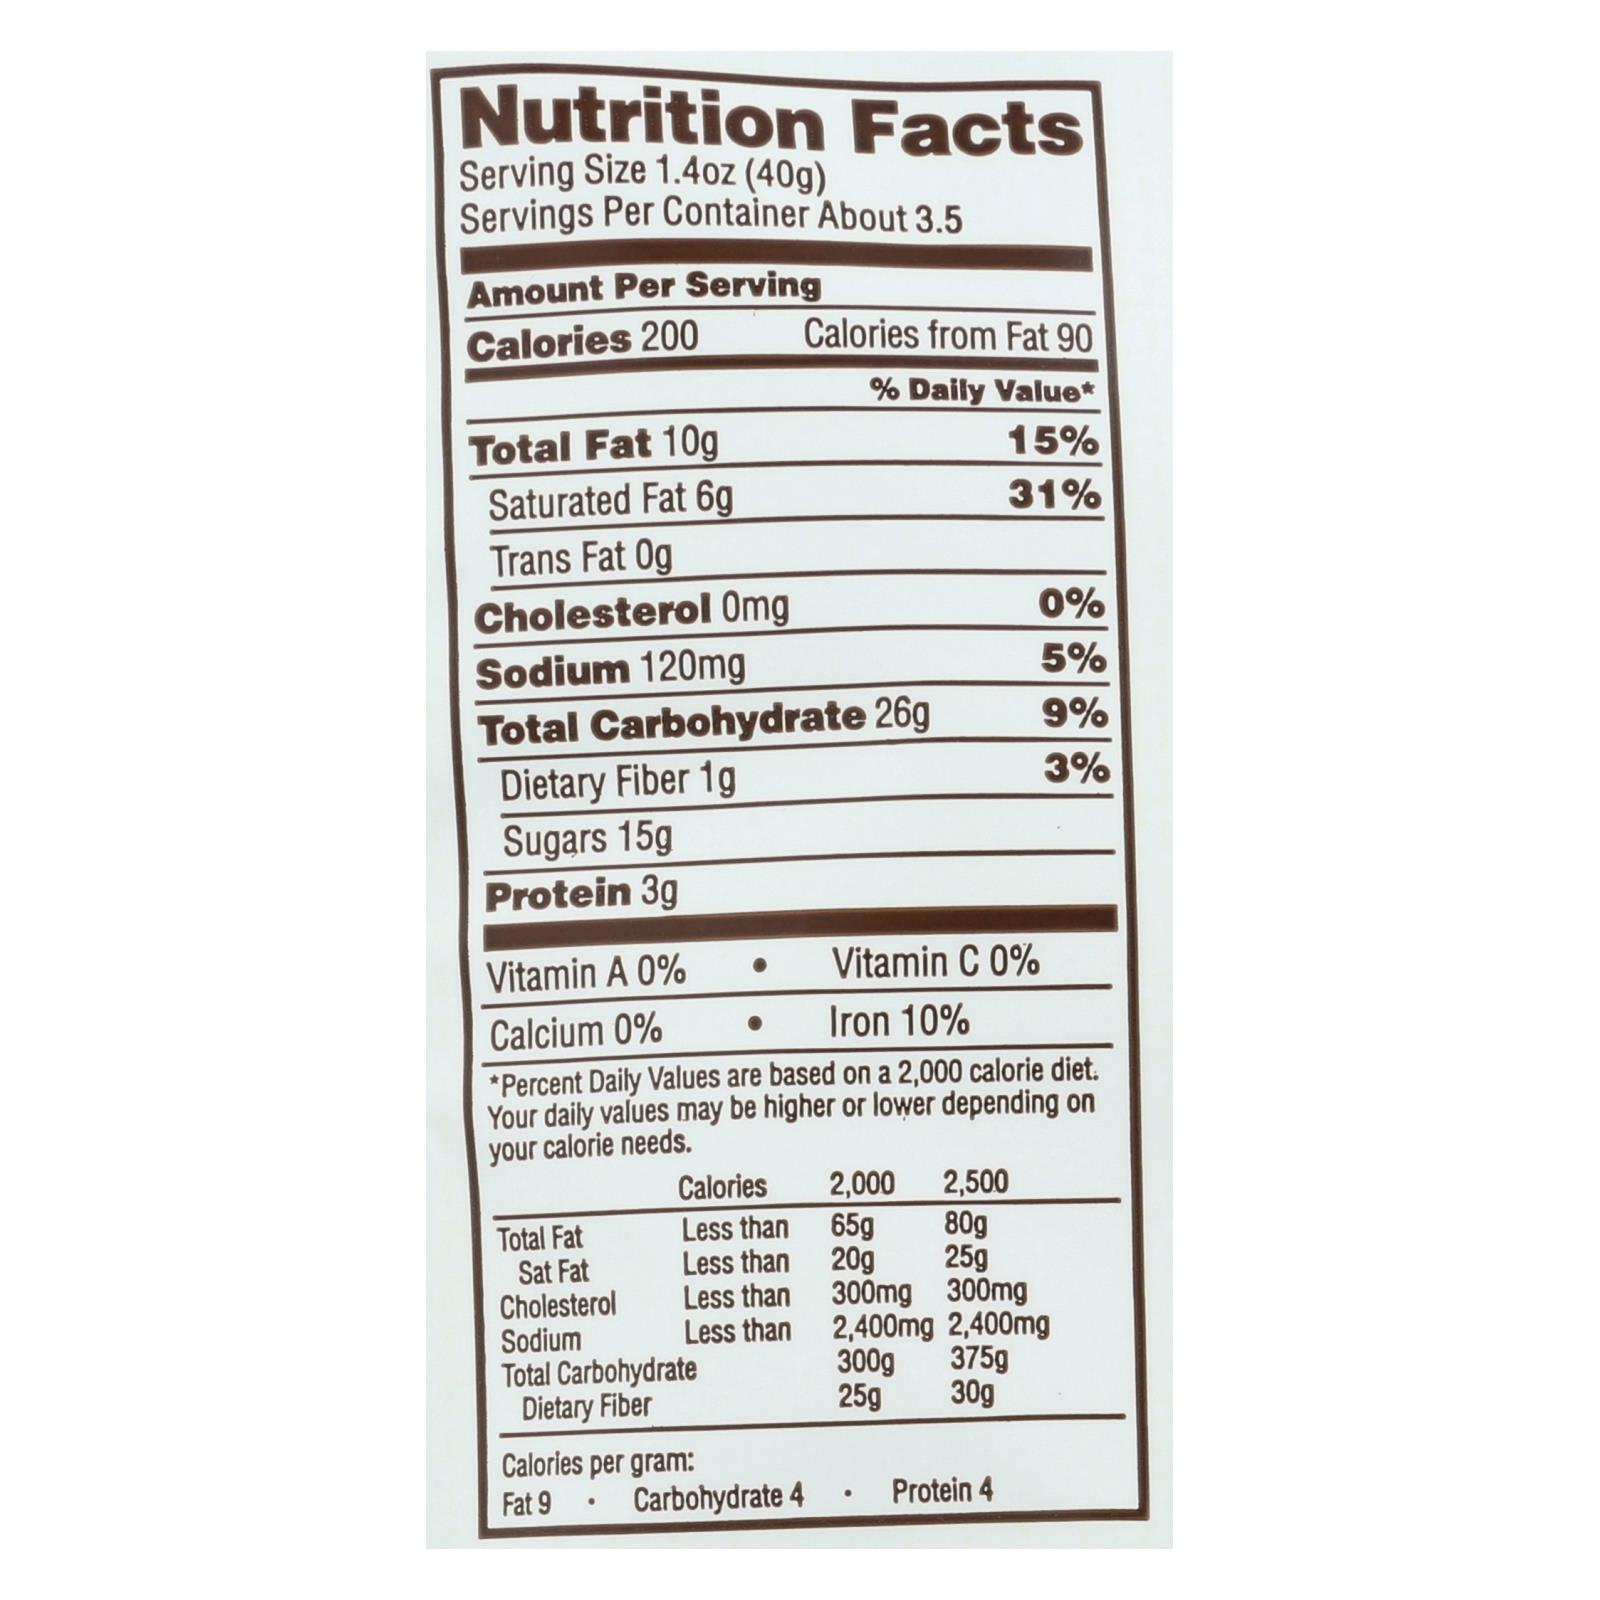 Nutrition Facts
Serving Size 1.4oz (40g)
Servings Per Container About 3.5
Amount Per Serving
Calories 200 Calories from Fat 90
% Daily Value*
Total Fat 10g 15%
Saturated Fat 6g 31%
Trans Fat 0g
Cholesterol 0mg 0%
Sodium 120mg 5%
Total Carbohydrate 26g 9%
Dietary Fiber 1g 3%
Sugars 15g
Protein 3g
Vitamin A 0% • Vitamin C 0%
Calcium 0% • Iron 10%
*Percent Daily Values are based on a 2,000 calorie diet.
Your daily values may be higher or lower depending on
your calorie needs.
Calories 2,000 2,500
Total Fat Less than 65g 80g
Sat Fat Less than 20g 25g
Cholesterol Less than 300mg 300mg
Sodium Less than 2,400mg 2,400mg
Total Carbohydrate 300g 375g
Dietary Fiber 25g 30g
Calories per gram:
Fat 9 • Carbohydrate 4 • Protein 4